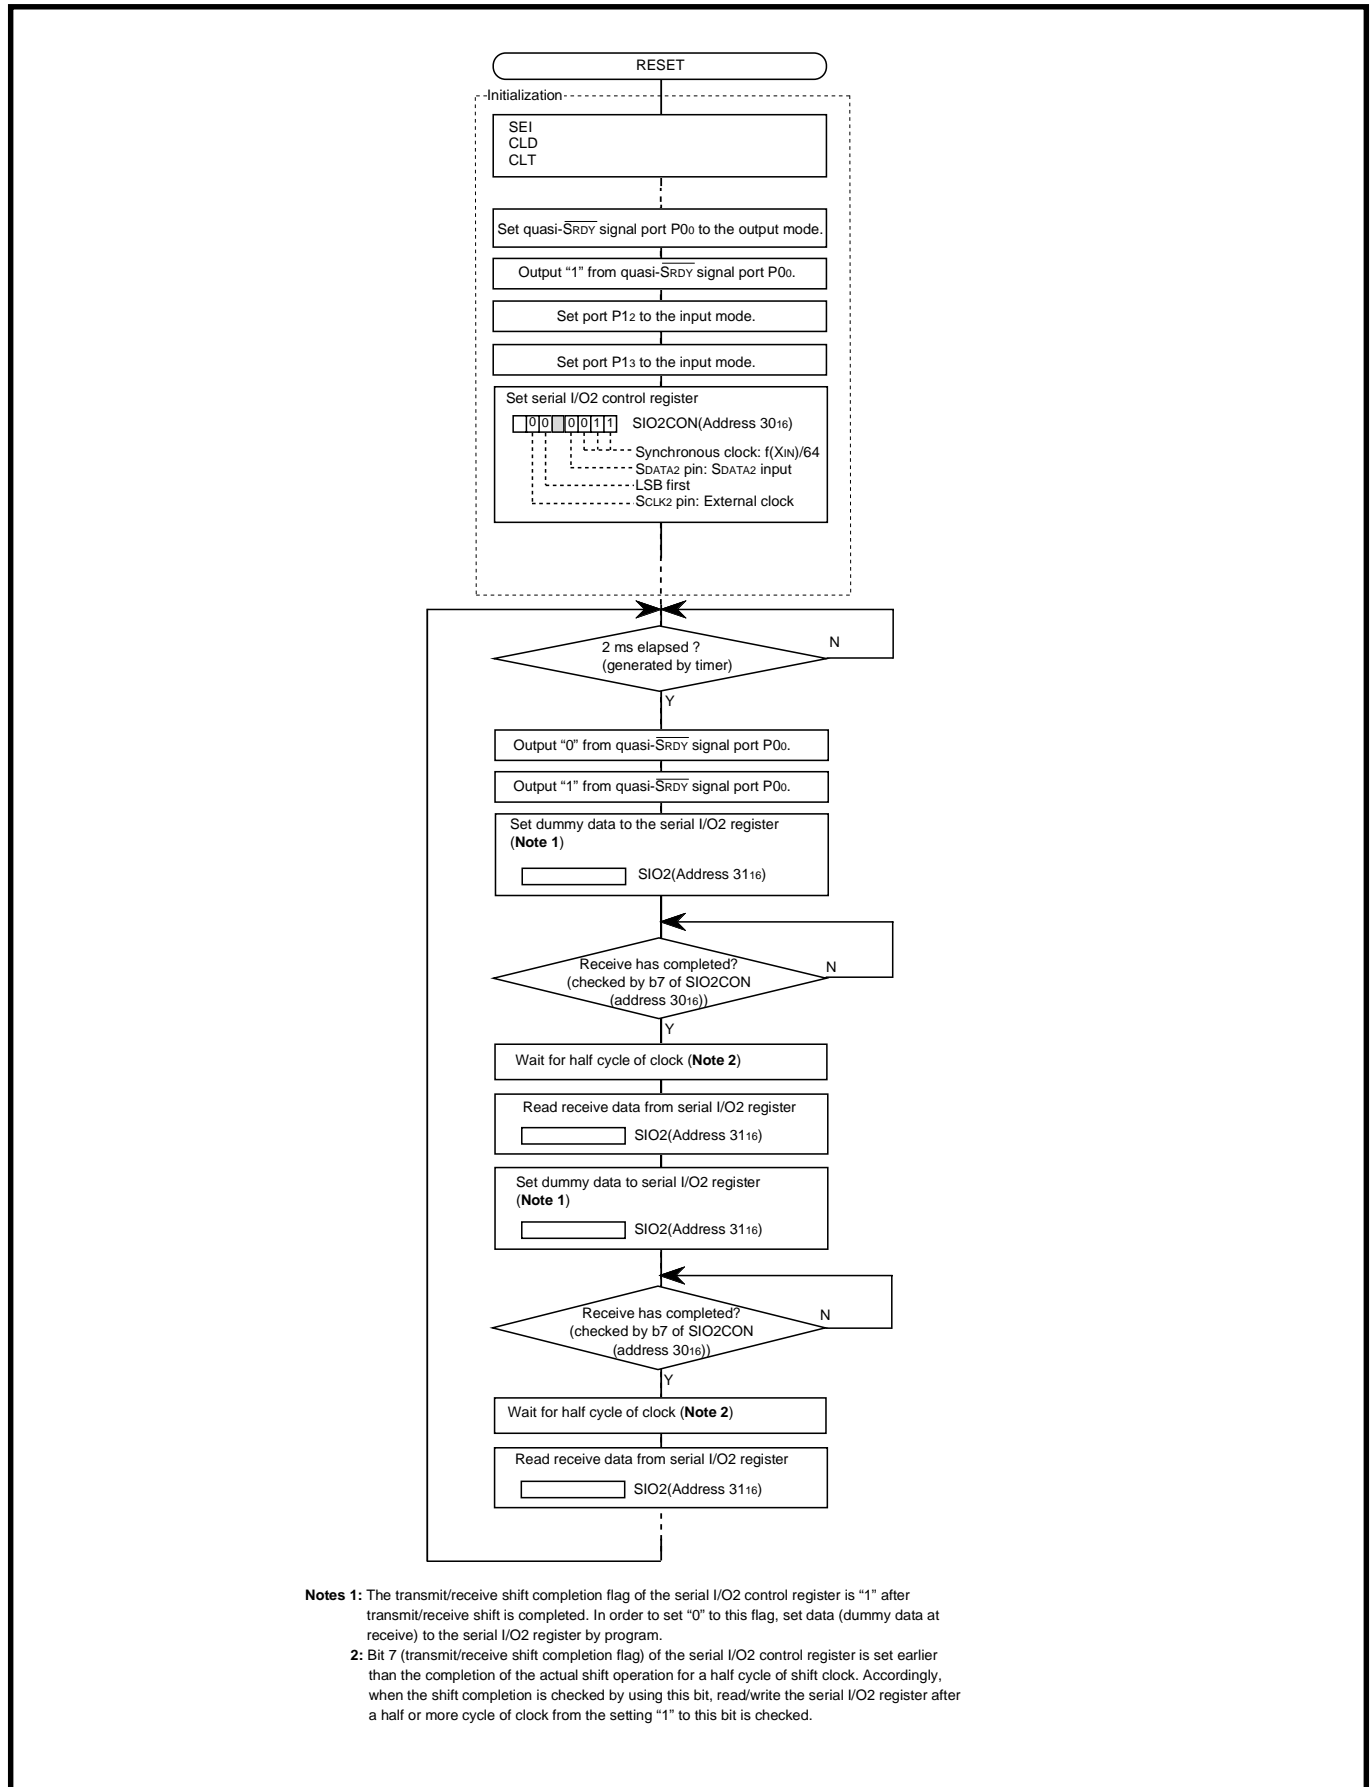 RESET
Initialization
SEI
CLD
CLT
Set quasi-SRDY signal port P00 to the output mode.
Output “1” from quasi-SRDY signal port P00.
Set port P12 to the input mode.
Set port P13 to the input mode.
Set serial I/O2 control register
0 0 0 0 1 1 SIO2CON(Address 3016)
Synchronous clock: f(XIN)/64
SDATA2 pin: SDATA2 input
LSB first
SCLK2 pin: External clock
2 ms elapsed ?
(generated by timer)
N
Y
Output “0” from quasi-SRDY signal port P00.
Output “1” from quasi-SRDY signal port P00.
Set dummy data to the serial I/O2 register
(Note 1)
SIO2(Address 3116)
Receive has completed?
(checked by b7 of SIO2CON
(address 3016))
N
Y
Wait for half cycle of clock (Note 2)
Read receive data from serial I/O2 register
SIO2(Address 3116)
Set dummy data to serial I/O2 register
(Note 1)
SIO2(Address 3116)
Receive has completed?
(checked by b7 of SIO2CON
(address 3016))
N
Y
Wait for half cycle of clock (Note 2)
Read receive data from serial I/O2 register
SIO2(Address 3116)
Notes 1: The transmit/receive shift completion flag of the serial I/O2 control register is “1” after
transmit/receive shift is completed. In order to set “0” to this flag, set data (dummy data at
receive) to the serial I/O2 register by program.
2: Bit 7 (transmit/receive shift completion flag) of the serial I/O2 control register is set earlier
than the completion of the actual shift operation for a half cycle of shift clock. Accordingly,
when the shift completion is checked by using this bit, read/write the serial I/O2 register after
a half or more cycle of clock from the setting “1” to this bit is checked.